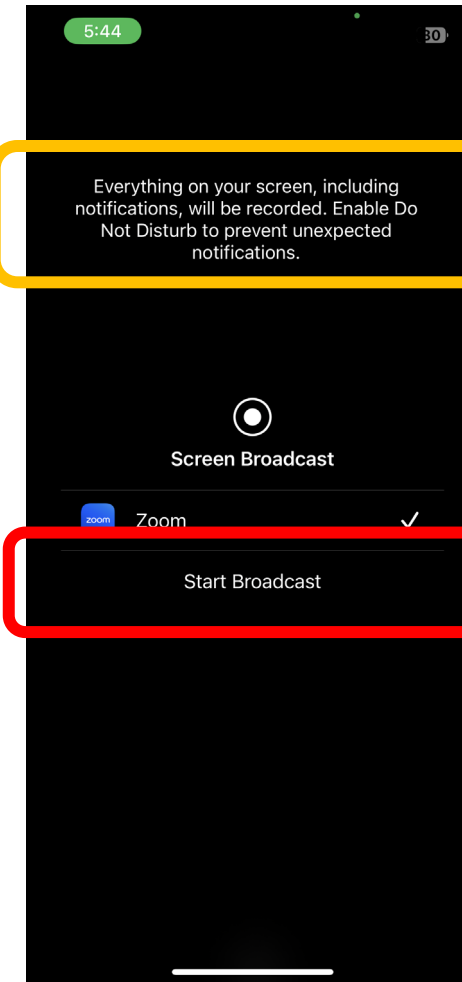 5:44
30
Everything on your screen, including
notifications, will be recorded. Enable Do
Not Disturb to prevent unexpected
notifications.
Screen Broadcast
zoom Zoom
Start Broadcast